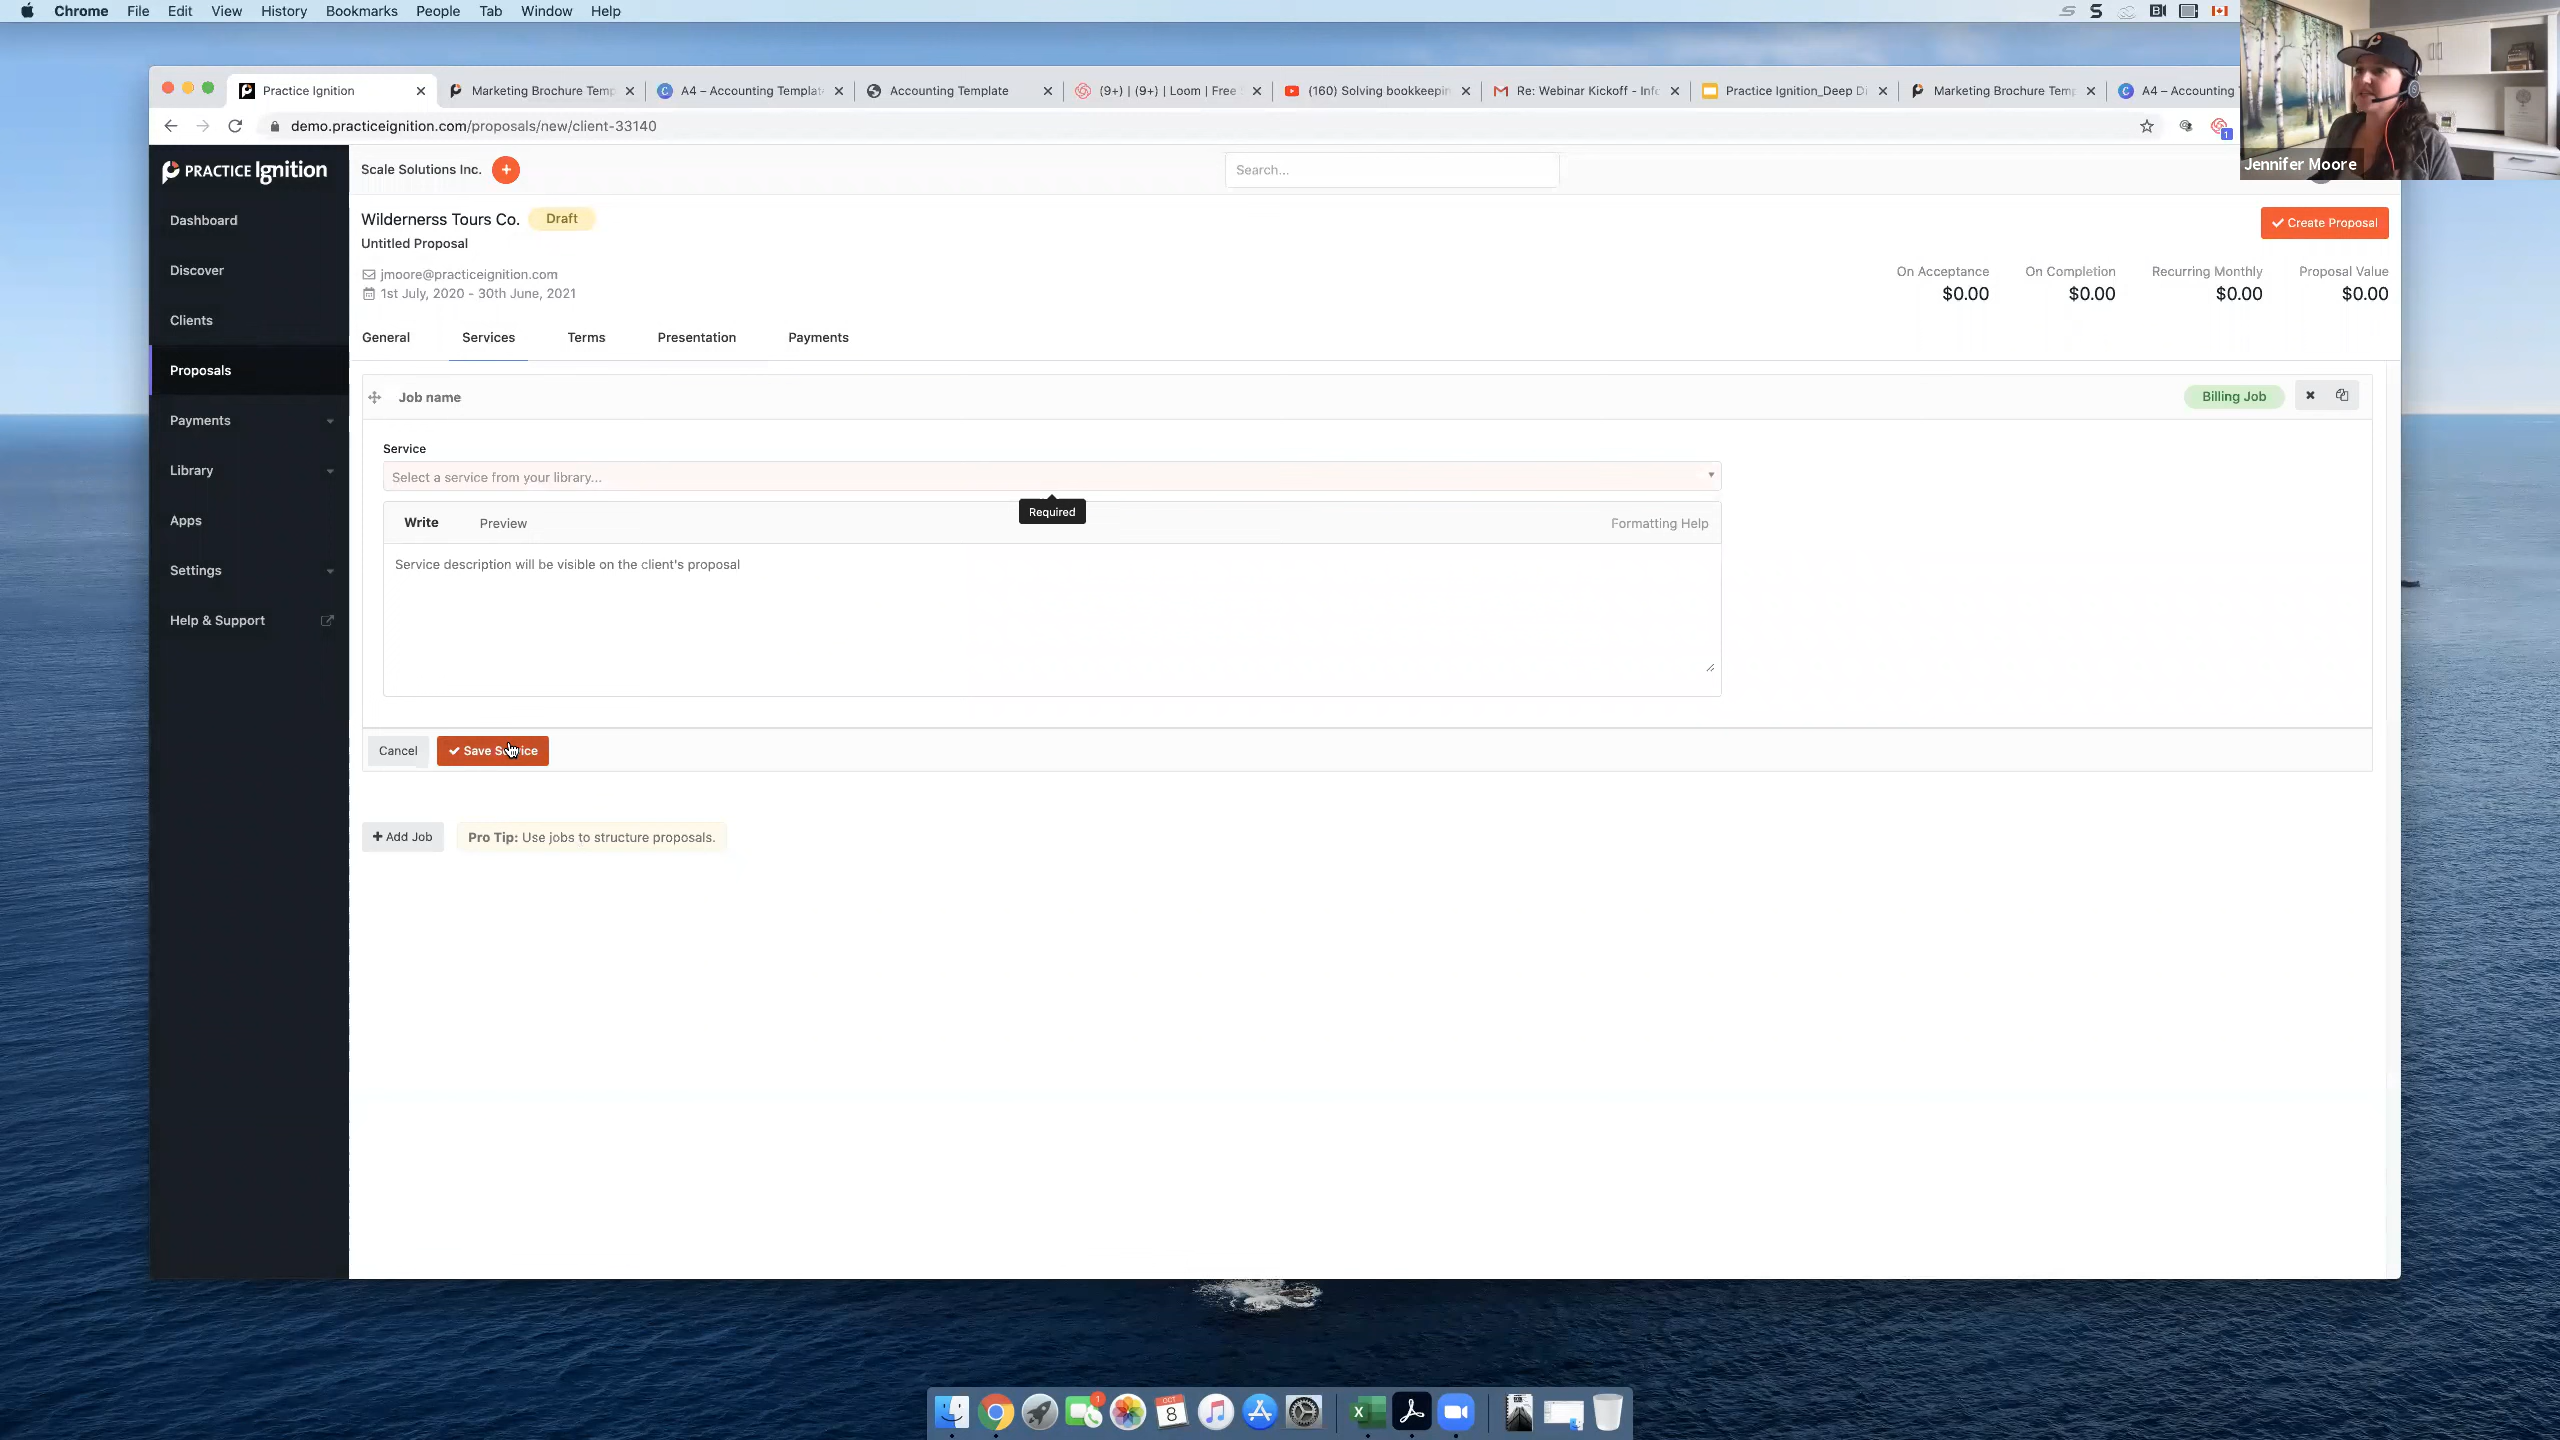 Chrome File Edit View History Bookmarks People Tab Window Help
Practice Ignition
Marketing Brochure Temp
A4 – Accounting Templat
Accounting Template
(9+) | (9+) | Loom | Free
(160) Solving bookkeepin
Re: Webinar Kickoff - Info
Practice Ignition_Deep Di
Marketing Brochure Temp
A4 – Accounting
demo.practiceignition.com/proposals/new/client-33140
1
Jennifer Moore
PRACTICE Ignition
Scale Solutions Inc.
Search...
Dashboard
Discover
Clients
Proposals
Payments
Library
Apps
Settings
Help & Support
Wildernerss Tours Co. Draft
Create Proposal
Untitled Proposal
jmoore@practiceignition.com
1st July, 2020 - 30th June, 2021
On Acceptance On Completion Recurring Monthly Proposal Value
$0.00 $0.00 $0.00 $0.00
General Services Terms Presentation Payments
Job name
Billing Job
Service
Select a service from your library...
Required
Write Preview Formatting Help
Service description will be visible on the client's proposal
Cancel Save Service
Add Job
Pro Tip: Use jobs to structure proposals.
1
OCT
8